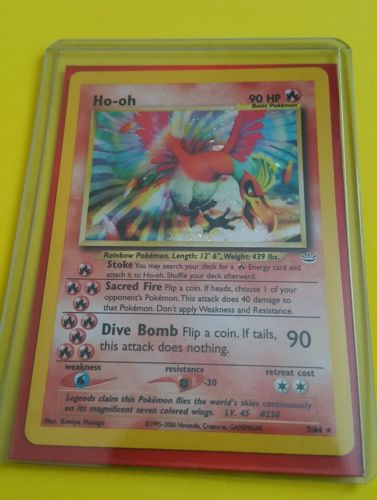 Ho-oh
90 HP
Basic Pokémon
Rainbow Pokémon. Length: 12' 6", Weight: 439 lbs.
Stoke You may search your deck for a Energy card and
attach it to Ho-oh. Shuffle your deck afterward.
Sacred Fire Flip a coin. If heads, choose 1 of your
opponent's Pokémon. This attack does 40 damage to
that Pokémon. Don't apply Weakness and Resistance.
Dive Bomb Flip a coin. If tails,
this attack does nothing.
90
weakness
resistance
retreat cost
-30
Legends claim this Pokémon flies the world's skies continuously
on its magnificent seven colored wings. LV. 45 #250
Illus. Kimiya Masago
©1995-2000 Nintendo, Creatures, GAMEFREAK.
7/64 ★